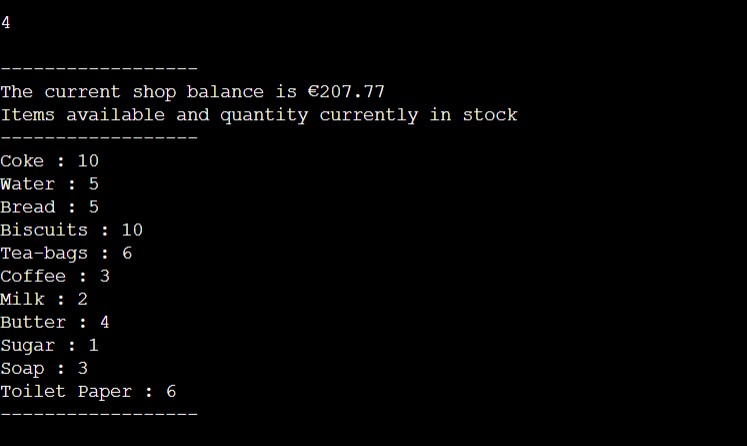 4
------------------
The current shop balance is €207.77
Items available and quantity currently in stock
------------------
Coke : 10
Water : 5
Bread : 5
Biscuits : 10
Tea-bags : 6
Coffee : 3
Milk : 2
Butter : 4
Sugar : 1
Soap : 3
Toilet Paper : 6
------------------